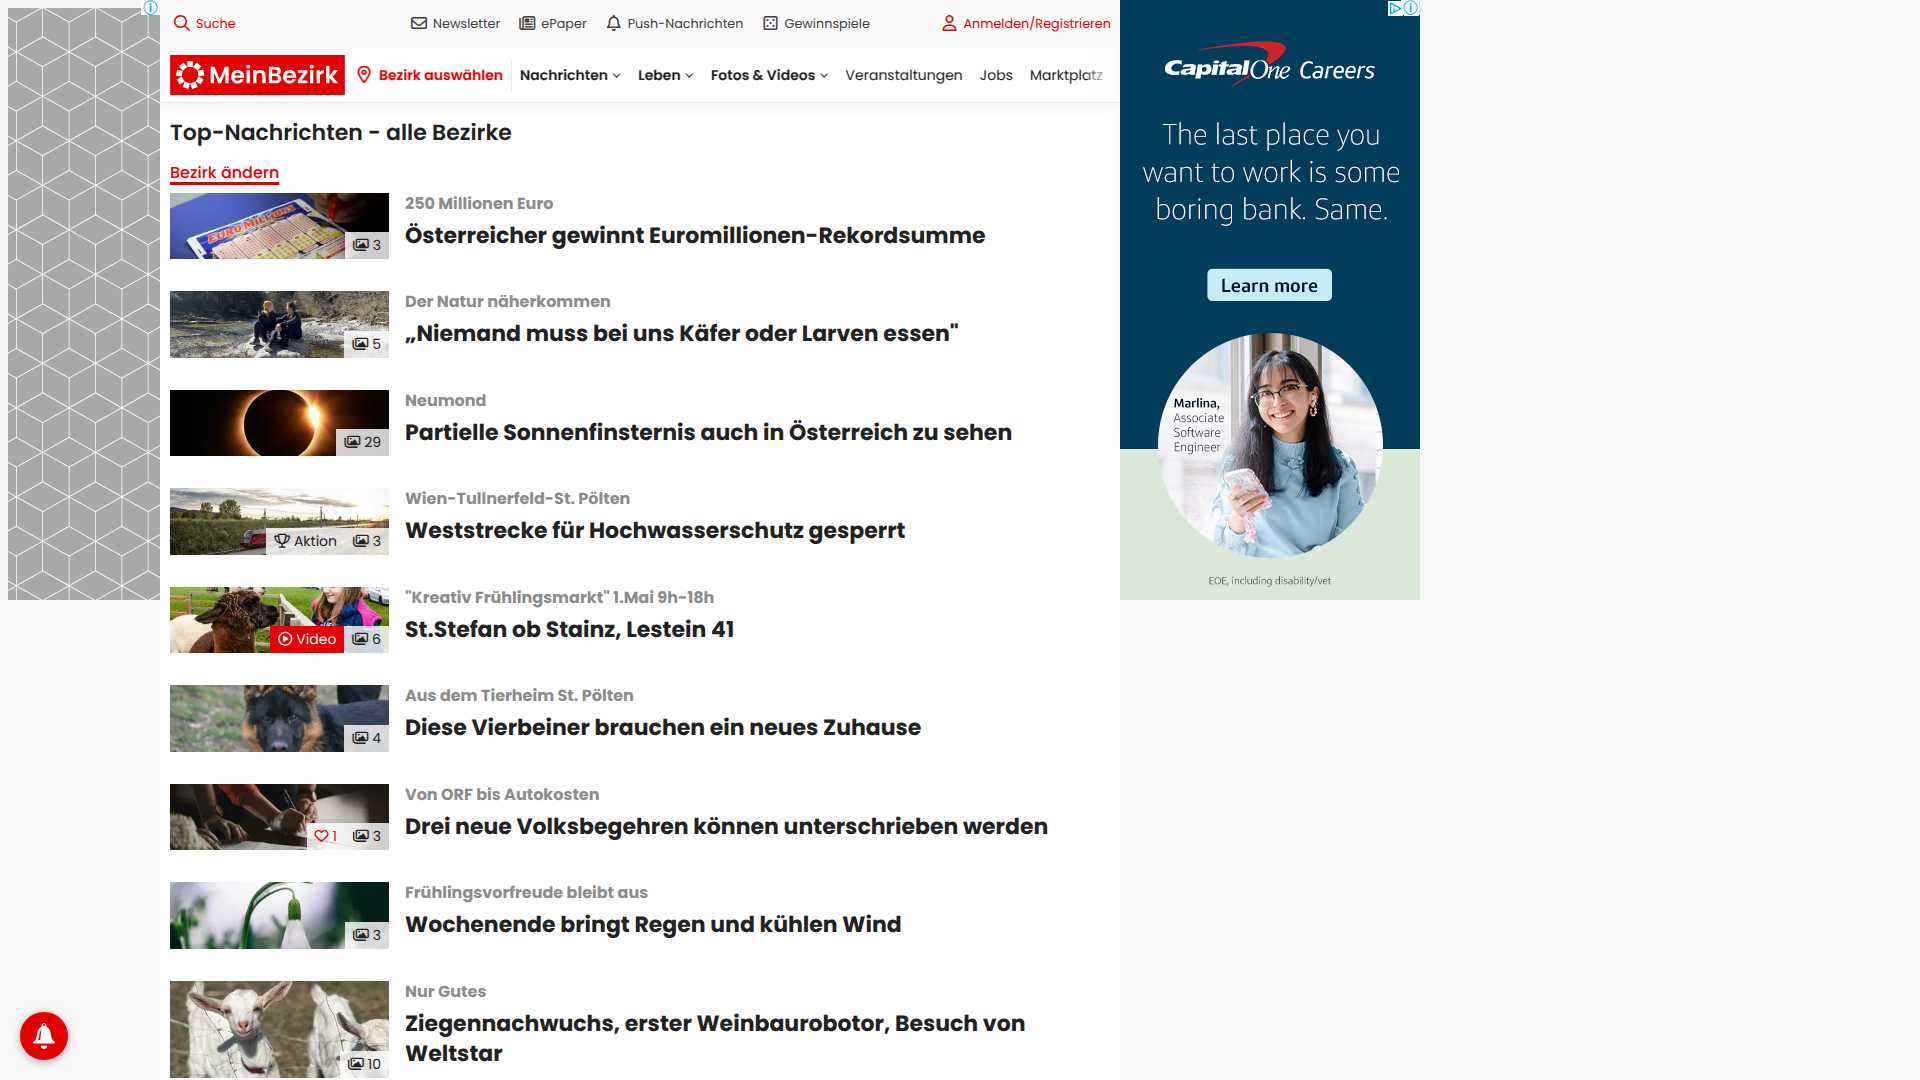 Suche
Newsletter
ePaper
Push-Nachrichten
Gewinnspiele
Anmelden/Registrieren
MeinBezirk
Bezirk auswählen
Nachrichten
Leben
Fotos & Videos
Veranstaltungen
Jobs
Marktplatz
Top-Nachrichten - alle Bezirke
Bezirk ändern
EURO MILLIONS
3
250 Millionen Euro
Österreicher gewinnt Euromillionen-Rekordsumme
5
Der Natur näherkommen
„Niemand muss bei uns Käfer oder Larven essen"
29
Neumond
Partielle Sonnenfinsternis auch in Österreich zu sehen
Aktion
3
Wien-Tullnerfeld-St. Pölten
Weststrecke für Hochwasserschutz gesperrt
Video
6
"Kreativ Frühlingsmarkt" 1.Mai 9h-18h
St.Stefan ob Stainz, Lestein 41
4
Aus dem Tierheim St. Pölten
Diese Vierbeiner brauchen ein neues Zuhause
1
3
Von ORF bis Autokosten
Drei neue Volksbegehren können unterschrieben werden
3
Frühlingsvorfreude bleibt aus
Wochenende bringt Regen und kühlen Wind
10
Nur Gutes
Ziegennachwuchs, erster Weinbaurobotor, Besuch von
Weltstar
Capital One Careers
The last place you
want to work is some
boring bank. Same.
Learn more
Marlina,
Associate
Software
Engineer
EOE, including disability/vet